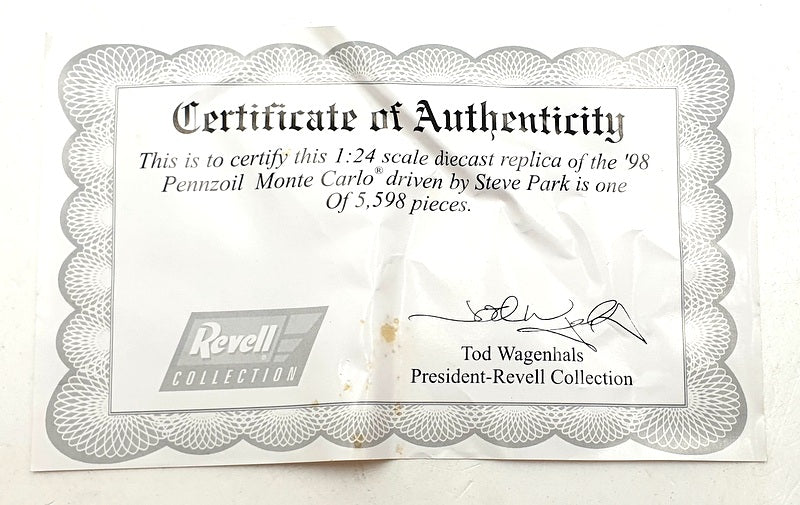 Certificate of Authenticity
This is to certify this 1:24 scale diecast replica of the '98
Pennzoil Monte Carlo® driven by Steve Park is one
Of 5,598 pieces.
Revell
COLLECTION
Tod Wagenhals
President-Revell Collection